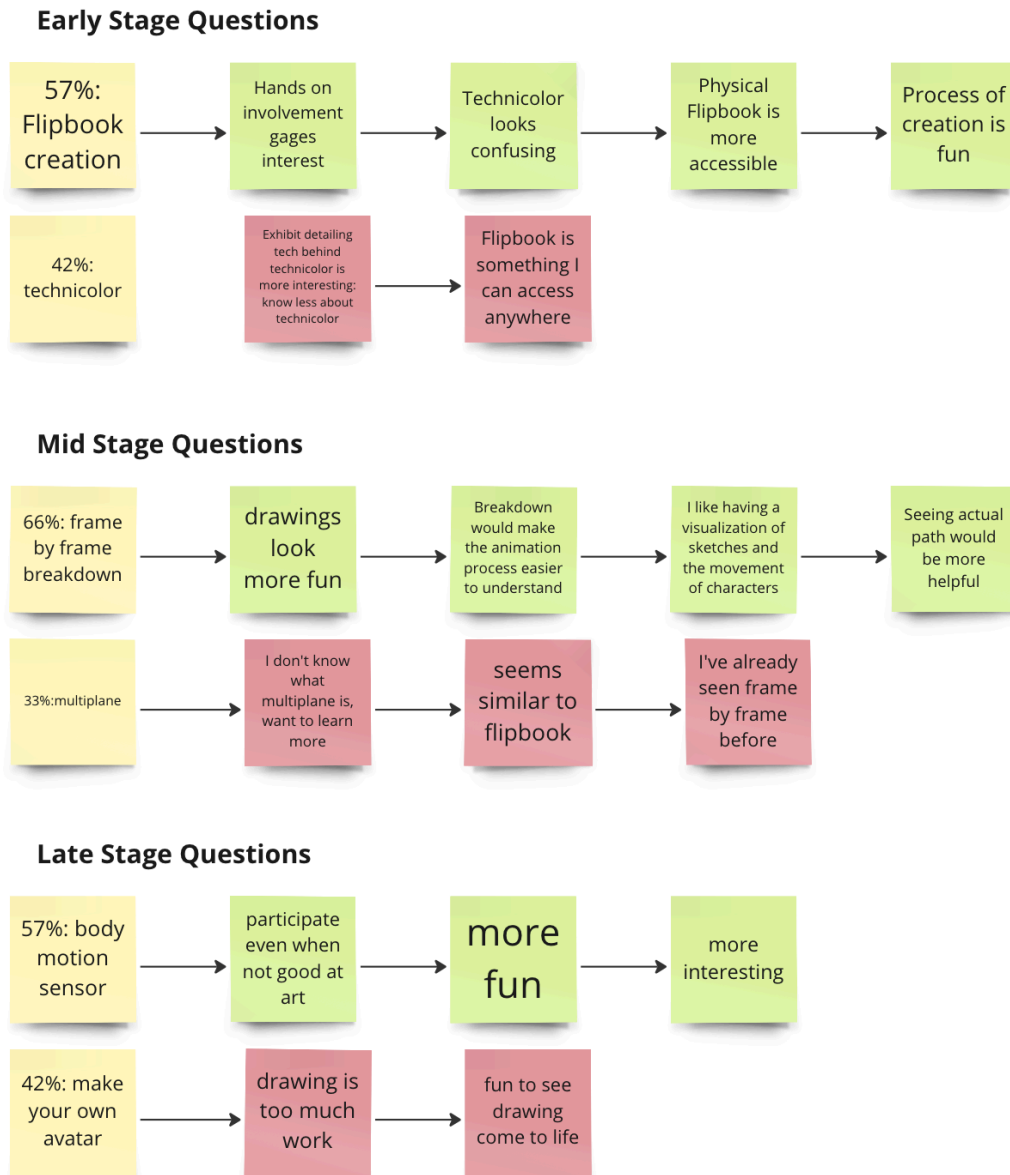 Early Stage Questions
57%:
Flipbook
creation
Hands on
involvement
gages
interest
Technicolor
looks
confusing
Physical
Flipbook is
more
accessible
Process of
creation is
fun
42%:
technicolor
Exhibit detailing
tech behind
technicolor is
more interesting:
know less about
technicolor
Flipbook is
something I
can access
anywhere
Mid Stage Questions
66%: frame
by frame
breakdown
drawings
look
more fun
Breakdown
would make
the animation
process easier
to understand
I like having a
visualization of
sketches and
the movement
of characters
Seeing actual
path would
be more
helpful
33%:multiplane
I don't know
what
multiplane is,
want to learn
more
seems
similar to
flipbook
I've already
seen frame
by frame
before
Late Stage Questions
57%: body
motion
sensor
participate
even when
not good at
art
more
fun
more
interesting
42%: make
your own
avatar
drawing is
too much
work
fun to see
drawing
come to life